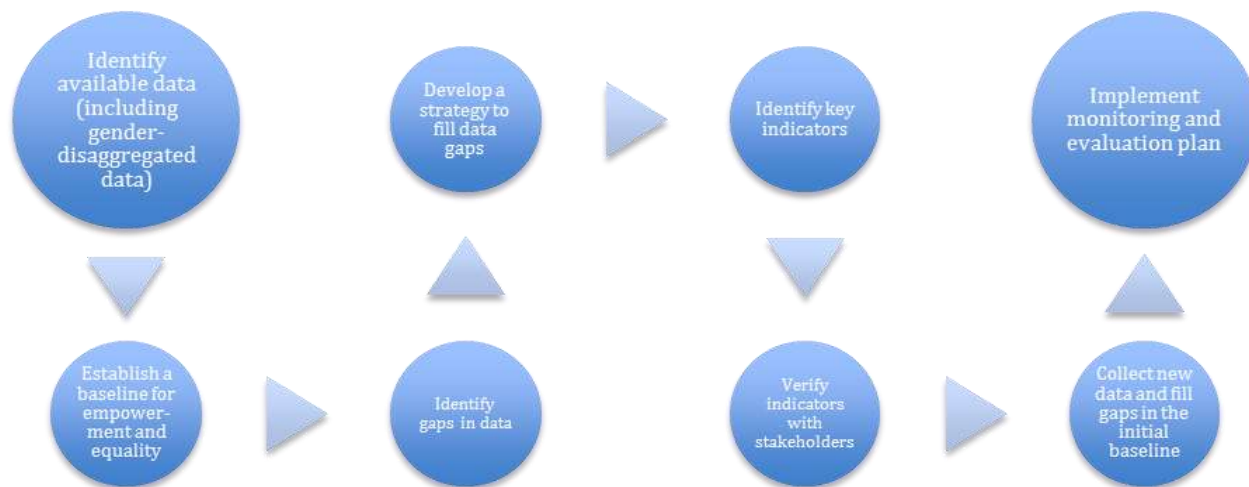 Identify
available data
(including
gender-
disaggregated
data)
Establish a
baseline for
empower-
ment and
equality
Identify
gaps in data
Develop a
strategy to
fill data
gaps
Identify key
indicators
Verify
indicators
with
stakeholders
Collect new
data and fill
gaps in the
initial
baseline
Implement
monitoring and
evaluation plan